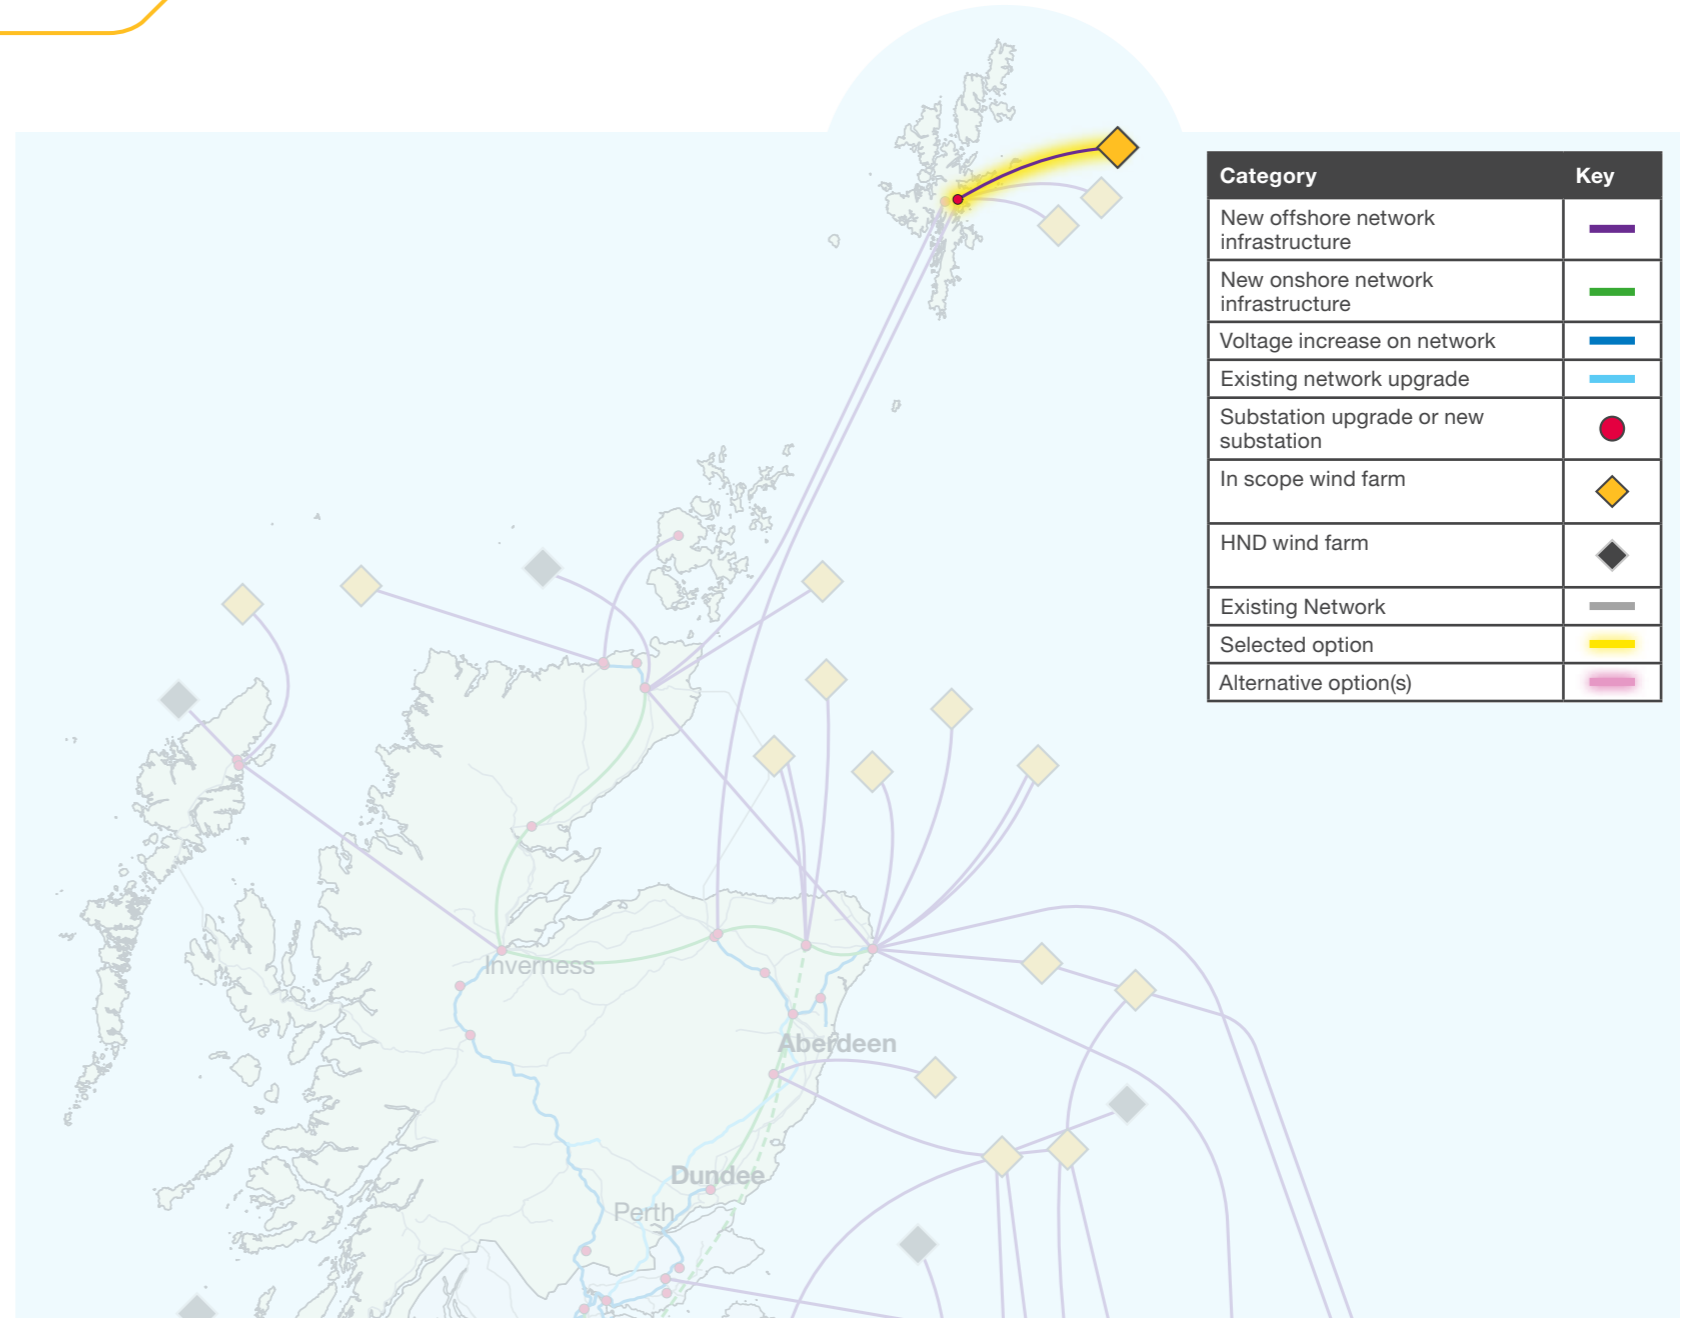 Category Key
New offshore network
infrastructure
New onshore network
infrastructure
Voltage increase on network
Existing network upgrade
Substation upgrade or new
substation
In scope wind farm
HND wind farm
Existing Network
Selected option
Alternative option(s)
Inverness
Aberdeen
Dundee
Perth